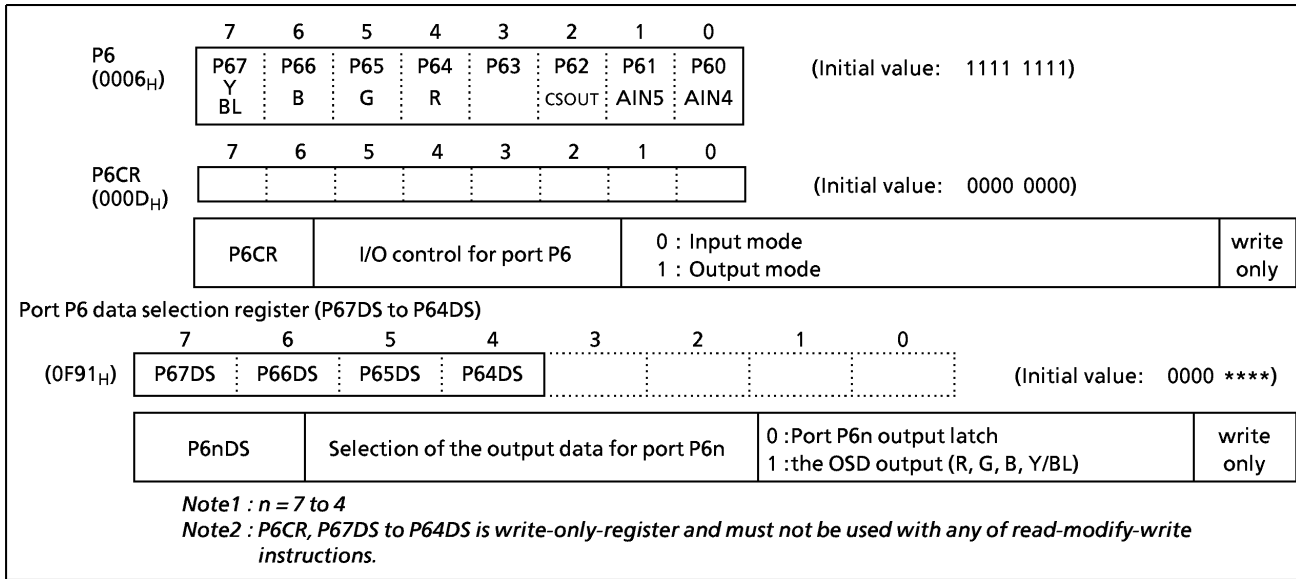 7 6 5 4 3 2 1 0
P6 (0006H) P67 P66 P65 P64 P63 P62 P61 P60 (Initial value: 1111 1111)
Y
BL B G R CSOUT AIN5 AIN4
7 6 5 4 3 2 1 0
P6CR (000DH) (Initial value: 0000 0000)
P6CR I/O control for port P6 0 : Input mode write
1 : Output mode only
Port P6 data selection register (P67DS to P64DS)
7 6 5 4 3 2 1 0
(0F91H) P67DS P66DS P65DS P64DS (Initial value: 0000 ****)
P6nDS Selection of the output data for port P6n 0 :Port P6n output latch write
1 :the OSD output (R, G, B, Y/BL) only
Note1 : n = 7 to 4
Note2 : P6CR, P67DS to P64DS is write-only-register and must not be used with any of read-modify-write
instructions.